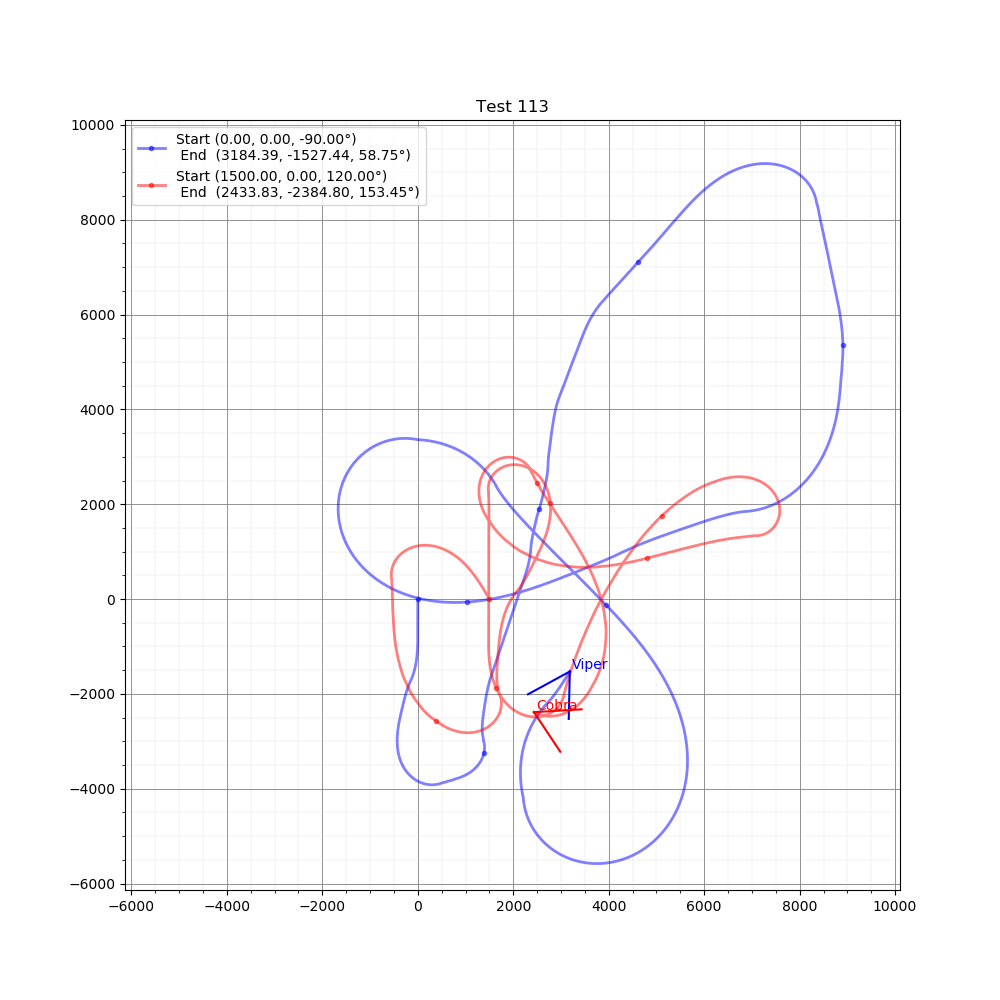 Test 113
Start (0.00, 0.00, -90.00°)
End (3184.39, -1527.44, 58.75°)
Start (1500.00, 0.00, 120.00°)
End (2433.83, -2384.80, 153.45°)
10000
8000
6000
4000
2000
0
−2000
−4000
−6000
Viper
Cobra
−6000 −4000 −2000 0 2000 4000 6000 8000 10000